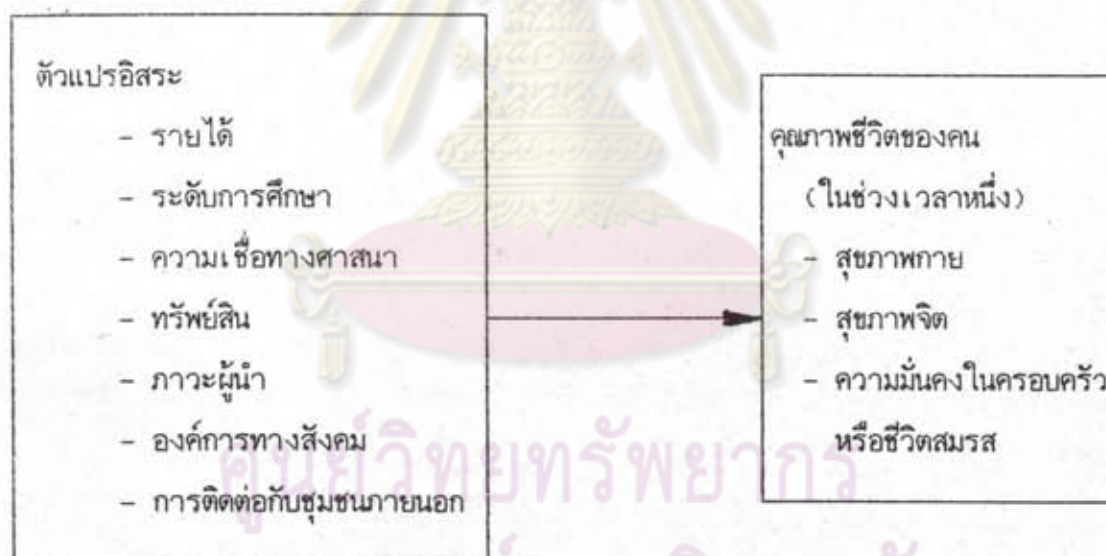 ตัวแปรอิสระ
- รายได้
- ระดับการศึกษา
- ความเชื่อทางศาสนา
- ทรัพย์สิน
- ภาวะผู้นำ
- องค์การทางสังคม
- การติดต่อกับชุมชนภายนอก
คุณภาพชีวิตของคน
(ในช่วงเวลาหนึ่ง)
- สุขภาพกาย
- สุขภาพจิต
- ความมั่นคงในครอบครัว
หรือชีวิตสมรส
ศูนย์วิทยทรัพยากร